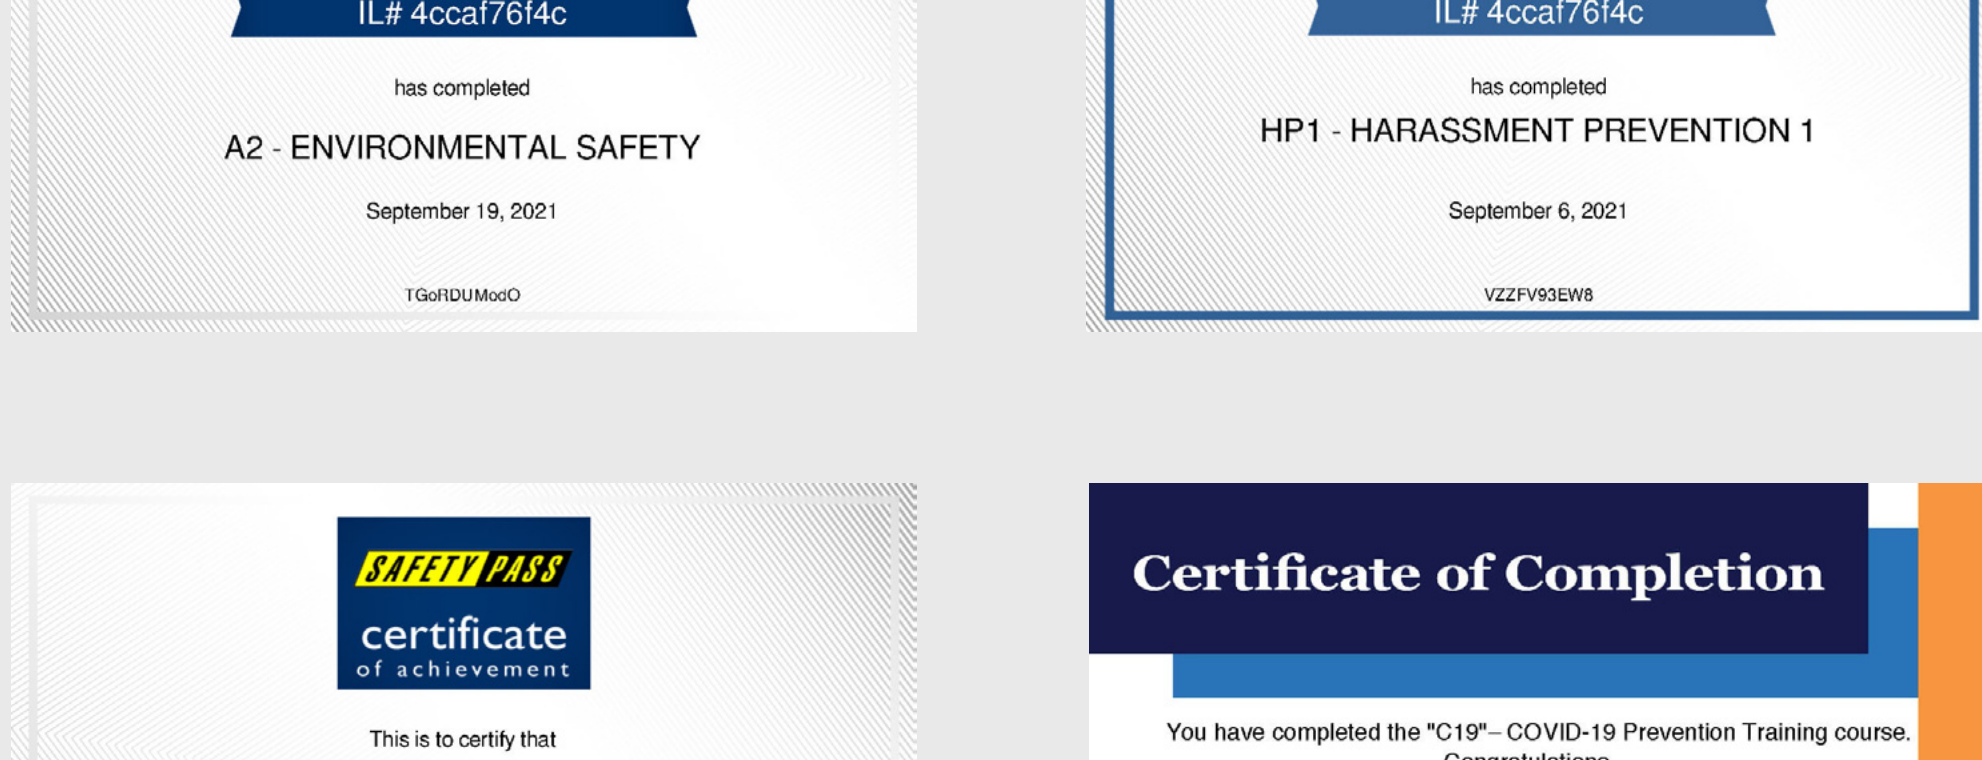 IL# 4ccaf76f4c
has completed
A2 - ENVIRONMENTAL SAFETY
September 19, 2021
TGoRDUModO
IL# 4ccaf76f4c
has completed
HP1 - HARASSMENT PREVENTION 1
September 6, 2021
VZZFV93EW8
SAFETY PASS
certificate
of achievement
This is to certify that
Certificate of Completion
You have completed the "C19"– COVID-19 Prevention Training course.
Congratulations